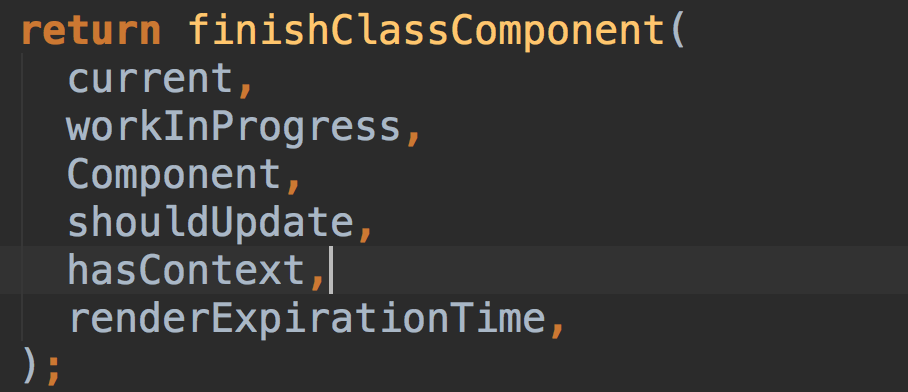 return finishClassComponent(
current,
workInProgress,
Component,
shouldUpdate,
hasContext,
renderExpirationTime,
);